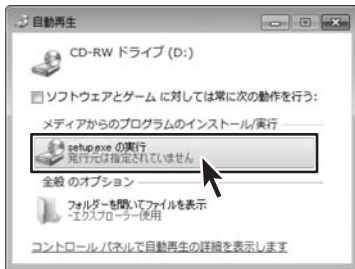 自動再生
CD-RW ドライブ (D:)
ソフトウェアとゲーム に対しては常に次の動作を行う:
メディアからのプログラムのインストール/実行
setup.exe の実行
発行元は指定されていません
全般 のオプション
フォルダーを開いてファイルを表示
-エクスプローラー使用
コントロール パネルで自動再生の詳細を表示します